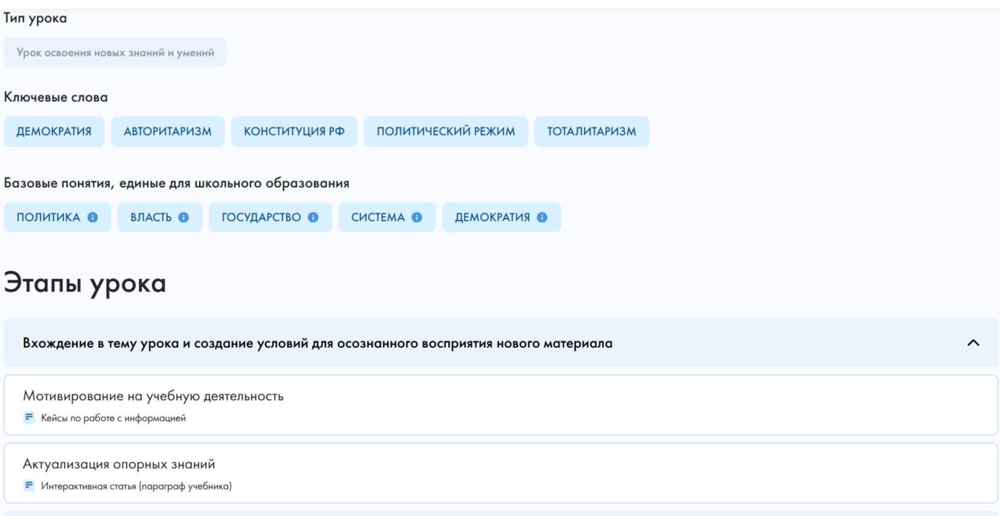 Тип урока
Урок освоения новых знаний и умений
Ключевые слова
ДЕМОКРАТИЯ АВТОРИТАРИЗМ КОНСТИТУЦИЯ РФ ПОЛИТИЧЕСКИЙ РЕЖИМ ТОТАЛИТАРИЗМ
Базовые понятия, единые для школьного образования
ПОЛИТИКА ВЛАСТЬ ГОСУДАРСТВО СИСТЕМА ДЕМОКРАТИЯ
Этапы урока
Вхождение в тему урока и создание условий для осознанного восприятия нового материала
Мотивирование на учебную деятельность
Кейсы по работе с информацией
Актуализация опорных знаний
Интерактивная статья (параграф учебника)